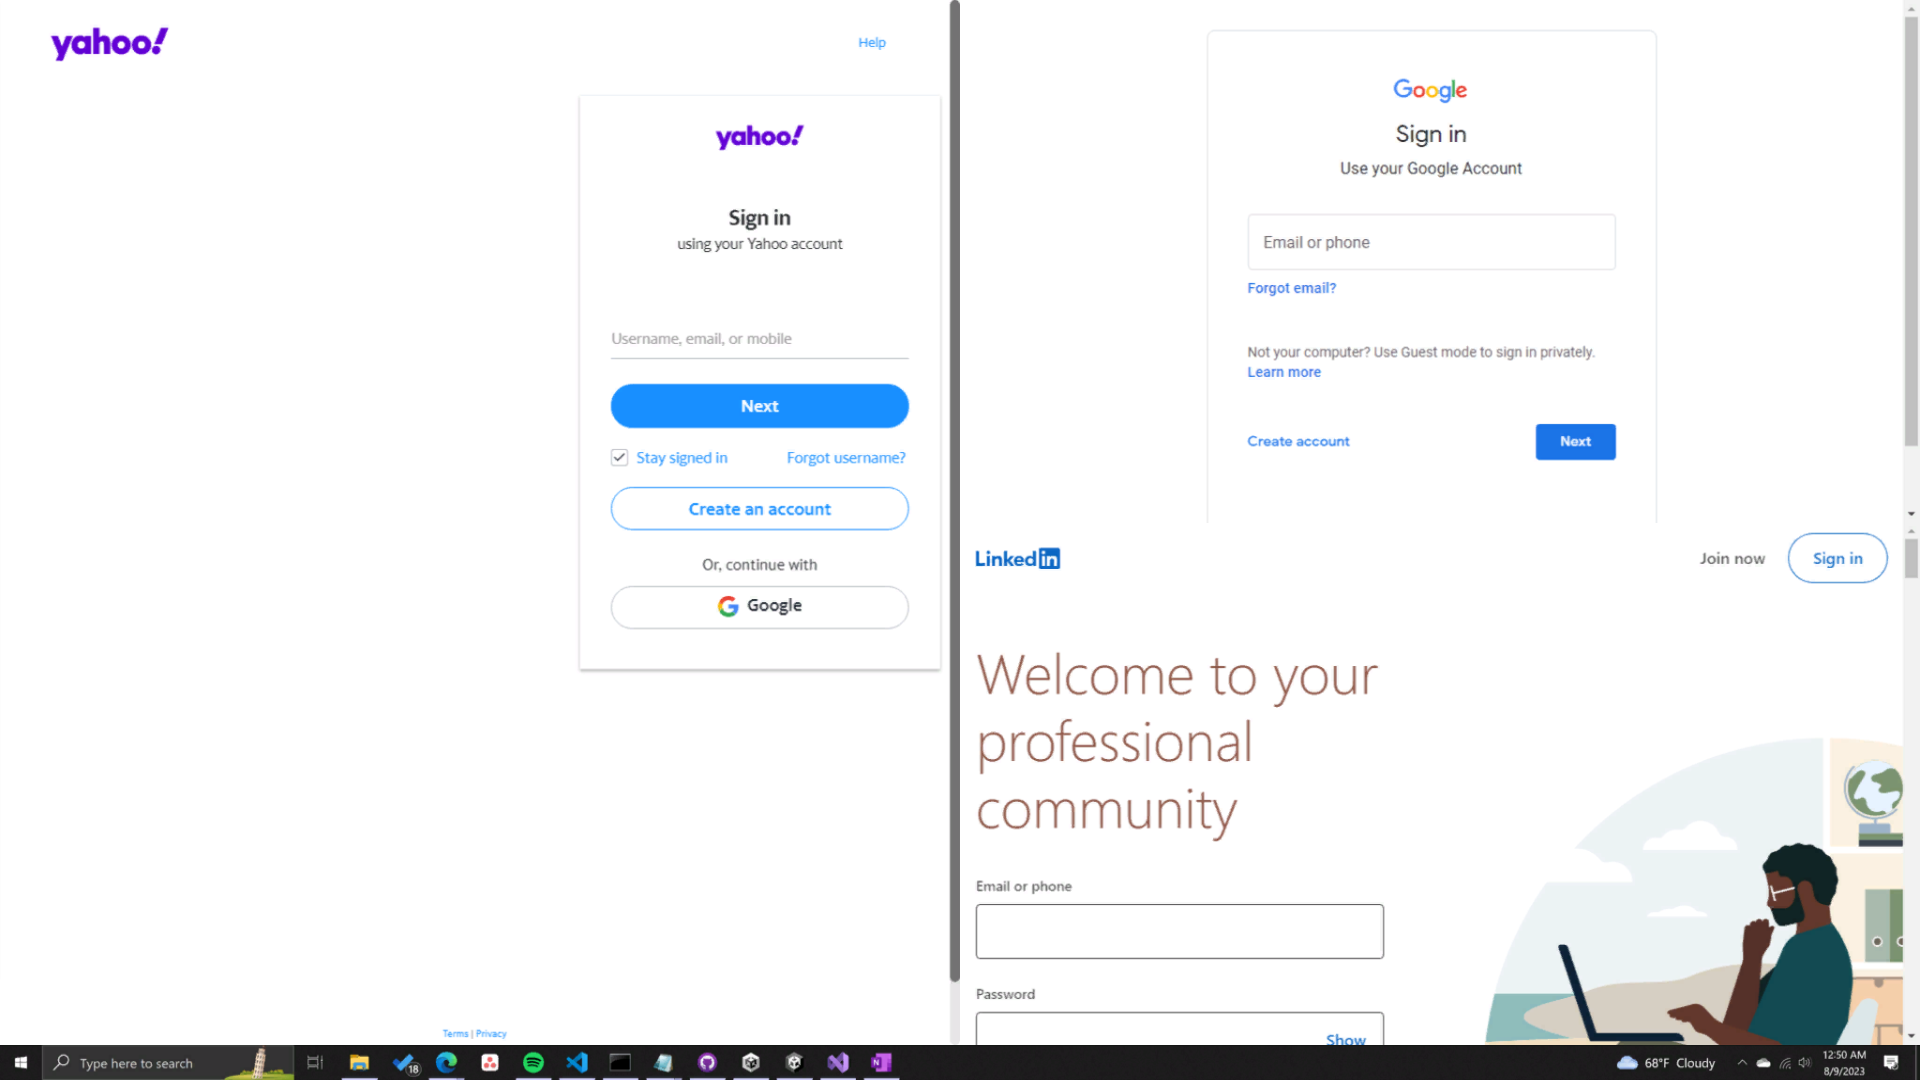 yahoo!
Help
yahoo!
Sign in
using your Yahoo account
Username, email, or mobile
Next
Stay signed in
Forgot username?
Create an account
Or, continue with
Google
Terms | Privacy
Google
Sign in
Use your Google Account
Email or phone
Forgot email?
Not your computer? Use Guest mode to sign in privately.
Learn more
Create account
Next
Linked in
Join now
Sign in
Welcome to your
professional
community
Email or phone
Password
Show
Type here to search
18
68°F Cloudy
12:50 AM
8/9/2023